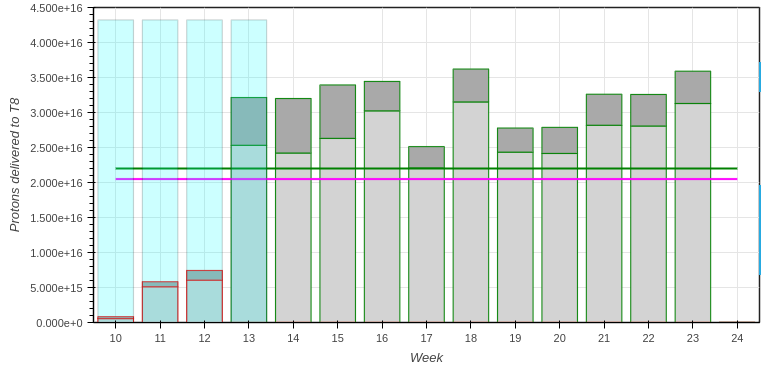 Protons delivered to T8
4.500e+16
4.000e+16
3.500e+16
3.000e+16
2.500e+16
2.000e+16
1.500e+16
1.000e+16
5.000e+15
0.000e+0
10 11 12 13 14 15 16 17 18 19 20 21 22 23 24
Week